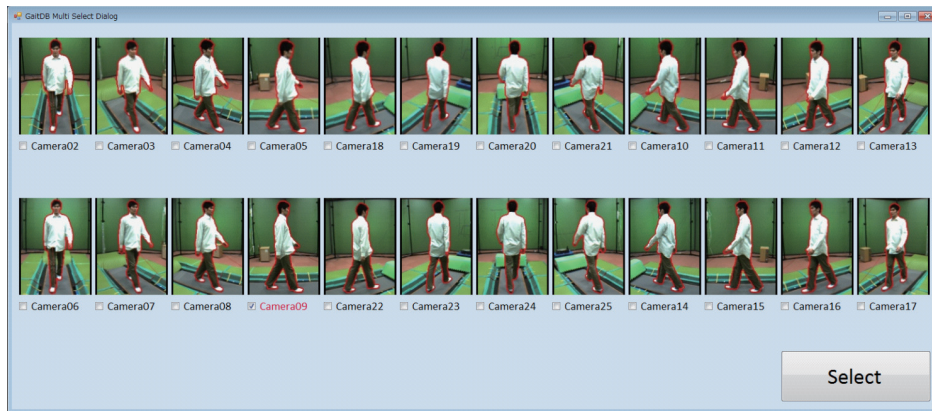 GaitDB Multi Select Dialog
Camera02 Camera03 Camera04 Camera05 Camera18 Camera19 Camera20 Camera21 Camera10 Camera11 Camera12 Camera13
Camera06 Camera07 Camera08 Camera09 Camera22 Camera23 Camera24 Camera25 Camera14 Camera15 Camera16 Camera17
Select